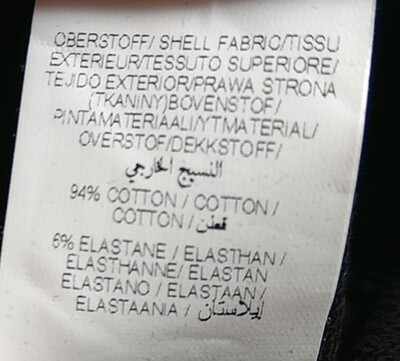 OBERSTOFF/ SHELL FABRIC/TISSU
EXTERIEUR/TESSUTO SUPERIORE/
TEJIDO EXTERIOR/PRAWA STRONA
(TKANINY)BOVENSTOF/
PINTAMATERIAALI/YTMATERIAL/
OVERSTOF/DEKKSTOFF/
النسيج الخارجي
94% COTTON / COTTON /
COTTON / قطن
6% ELASTANE / ELASTHAN /
ELASTHANNE/ ELASTAN
ELASTANO / ELASTAAN/
ELASTAANIA / إيلاستان